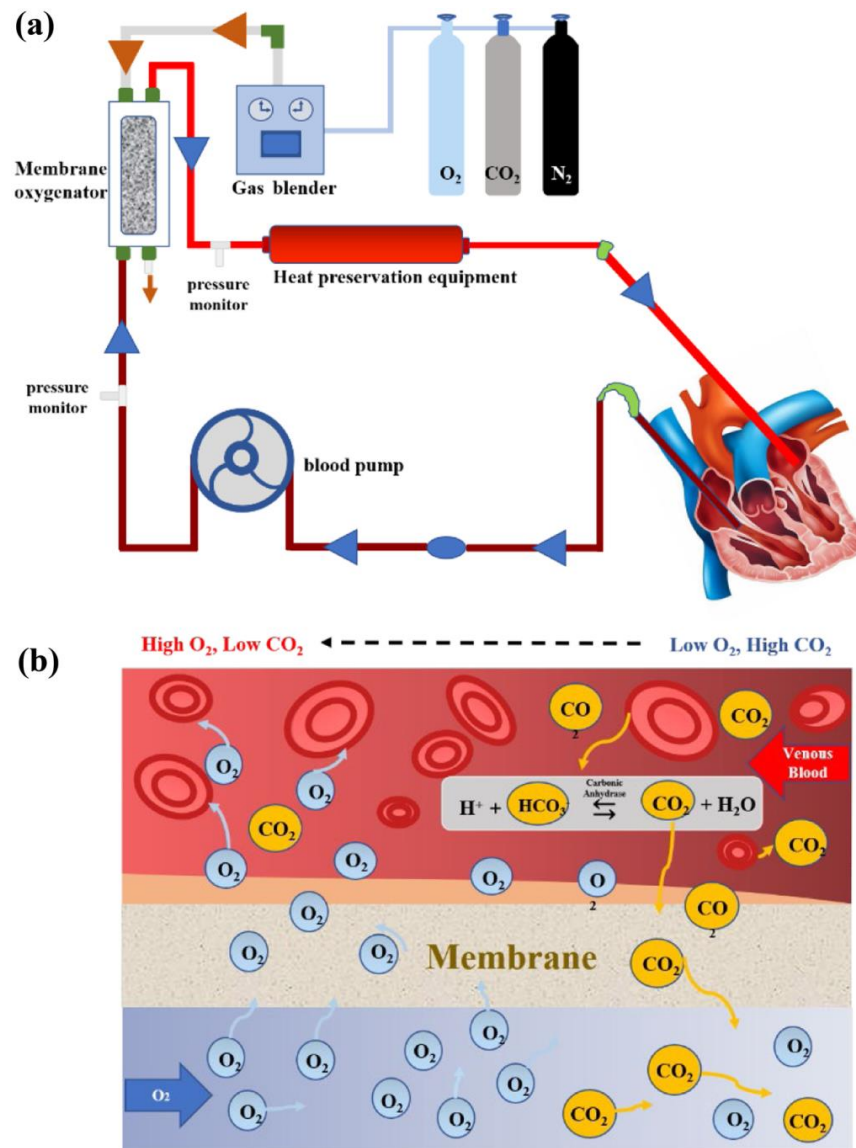 (a)
Membrane
oxygenator
Gas blender
O₂
CO₂
N₂
pressure
monitor
Heat preservation equipment
pressure
monitor
blood pump
(b)
High O₂, Low CO₂
Low O₂, High CO₂
CO
2
CO₂
Venous
Blood
O₂
O₂
H⁺ + HCO₃⁻
Carbonic
Anhydrase
CO₂ + H₂O
CO₂
O₂
O₂
O₂
O
2
CO₂
O₂
CO
2
O₂
O₂
Membrane
CO₂
O₂
O₂
O₂
O₂
O₂
O₂
CO₂
O₂
O₂
O₂
O₂
O₂
CO₂
O₂
CO₂